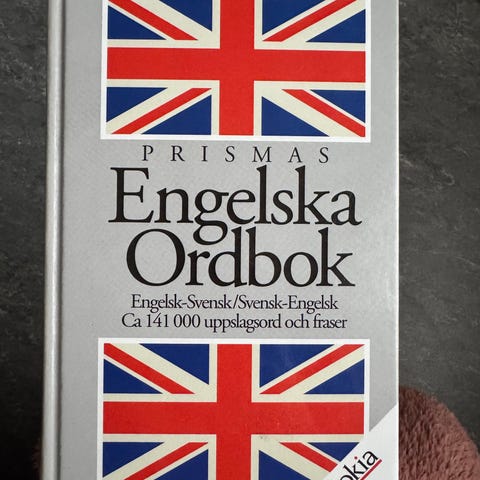 PRISMAS
Engelska
Ordbok
Engelsk-Svensk/Svensk-Engelsk
Ca 141 000 uppslagsord och fraser